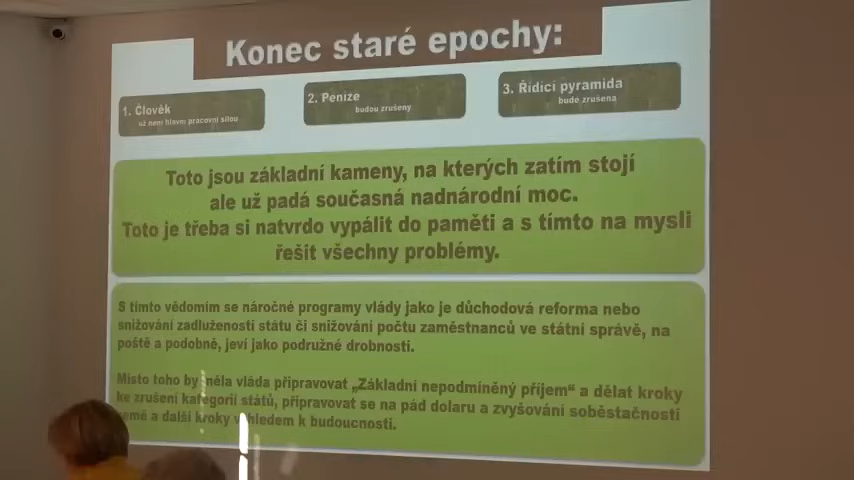 Konec staré epochy:
1. Člověk
už není hlavní pracovní silou
2. Peníze
budou zrušeny
3. Řídící pyramida
bude zrušena
Toto jsou základní kameny, na kterých zatím stojí
ale už padá současná nadnárodní moc.
Toto je třeba si natvrdo vypálit do paměti a s tímto na mysli
řešit všechny problémy.
S tímto vědomím se náročné programy vlády jako je důchodová reforma nebo
snižování zadluženosti státu či snižování počtu zaměstnanců ve státní správě, na
poště a podobně, jeví jako podružné drobnosti.
Místo toho by měla vláda připravovat „Základní nepodmíněný příjem“ a dělat kroky
ke zrušení kategorií států, připravovat se na pád dolaru a zvyšování soběstačností
země a další kroky vzhledem k budoucnosti.